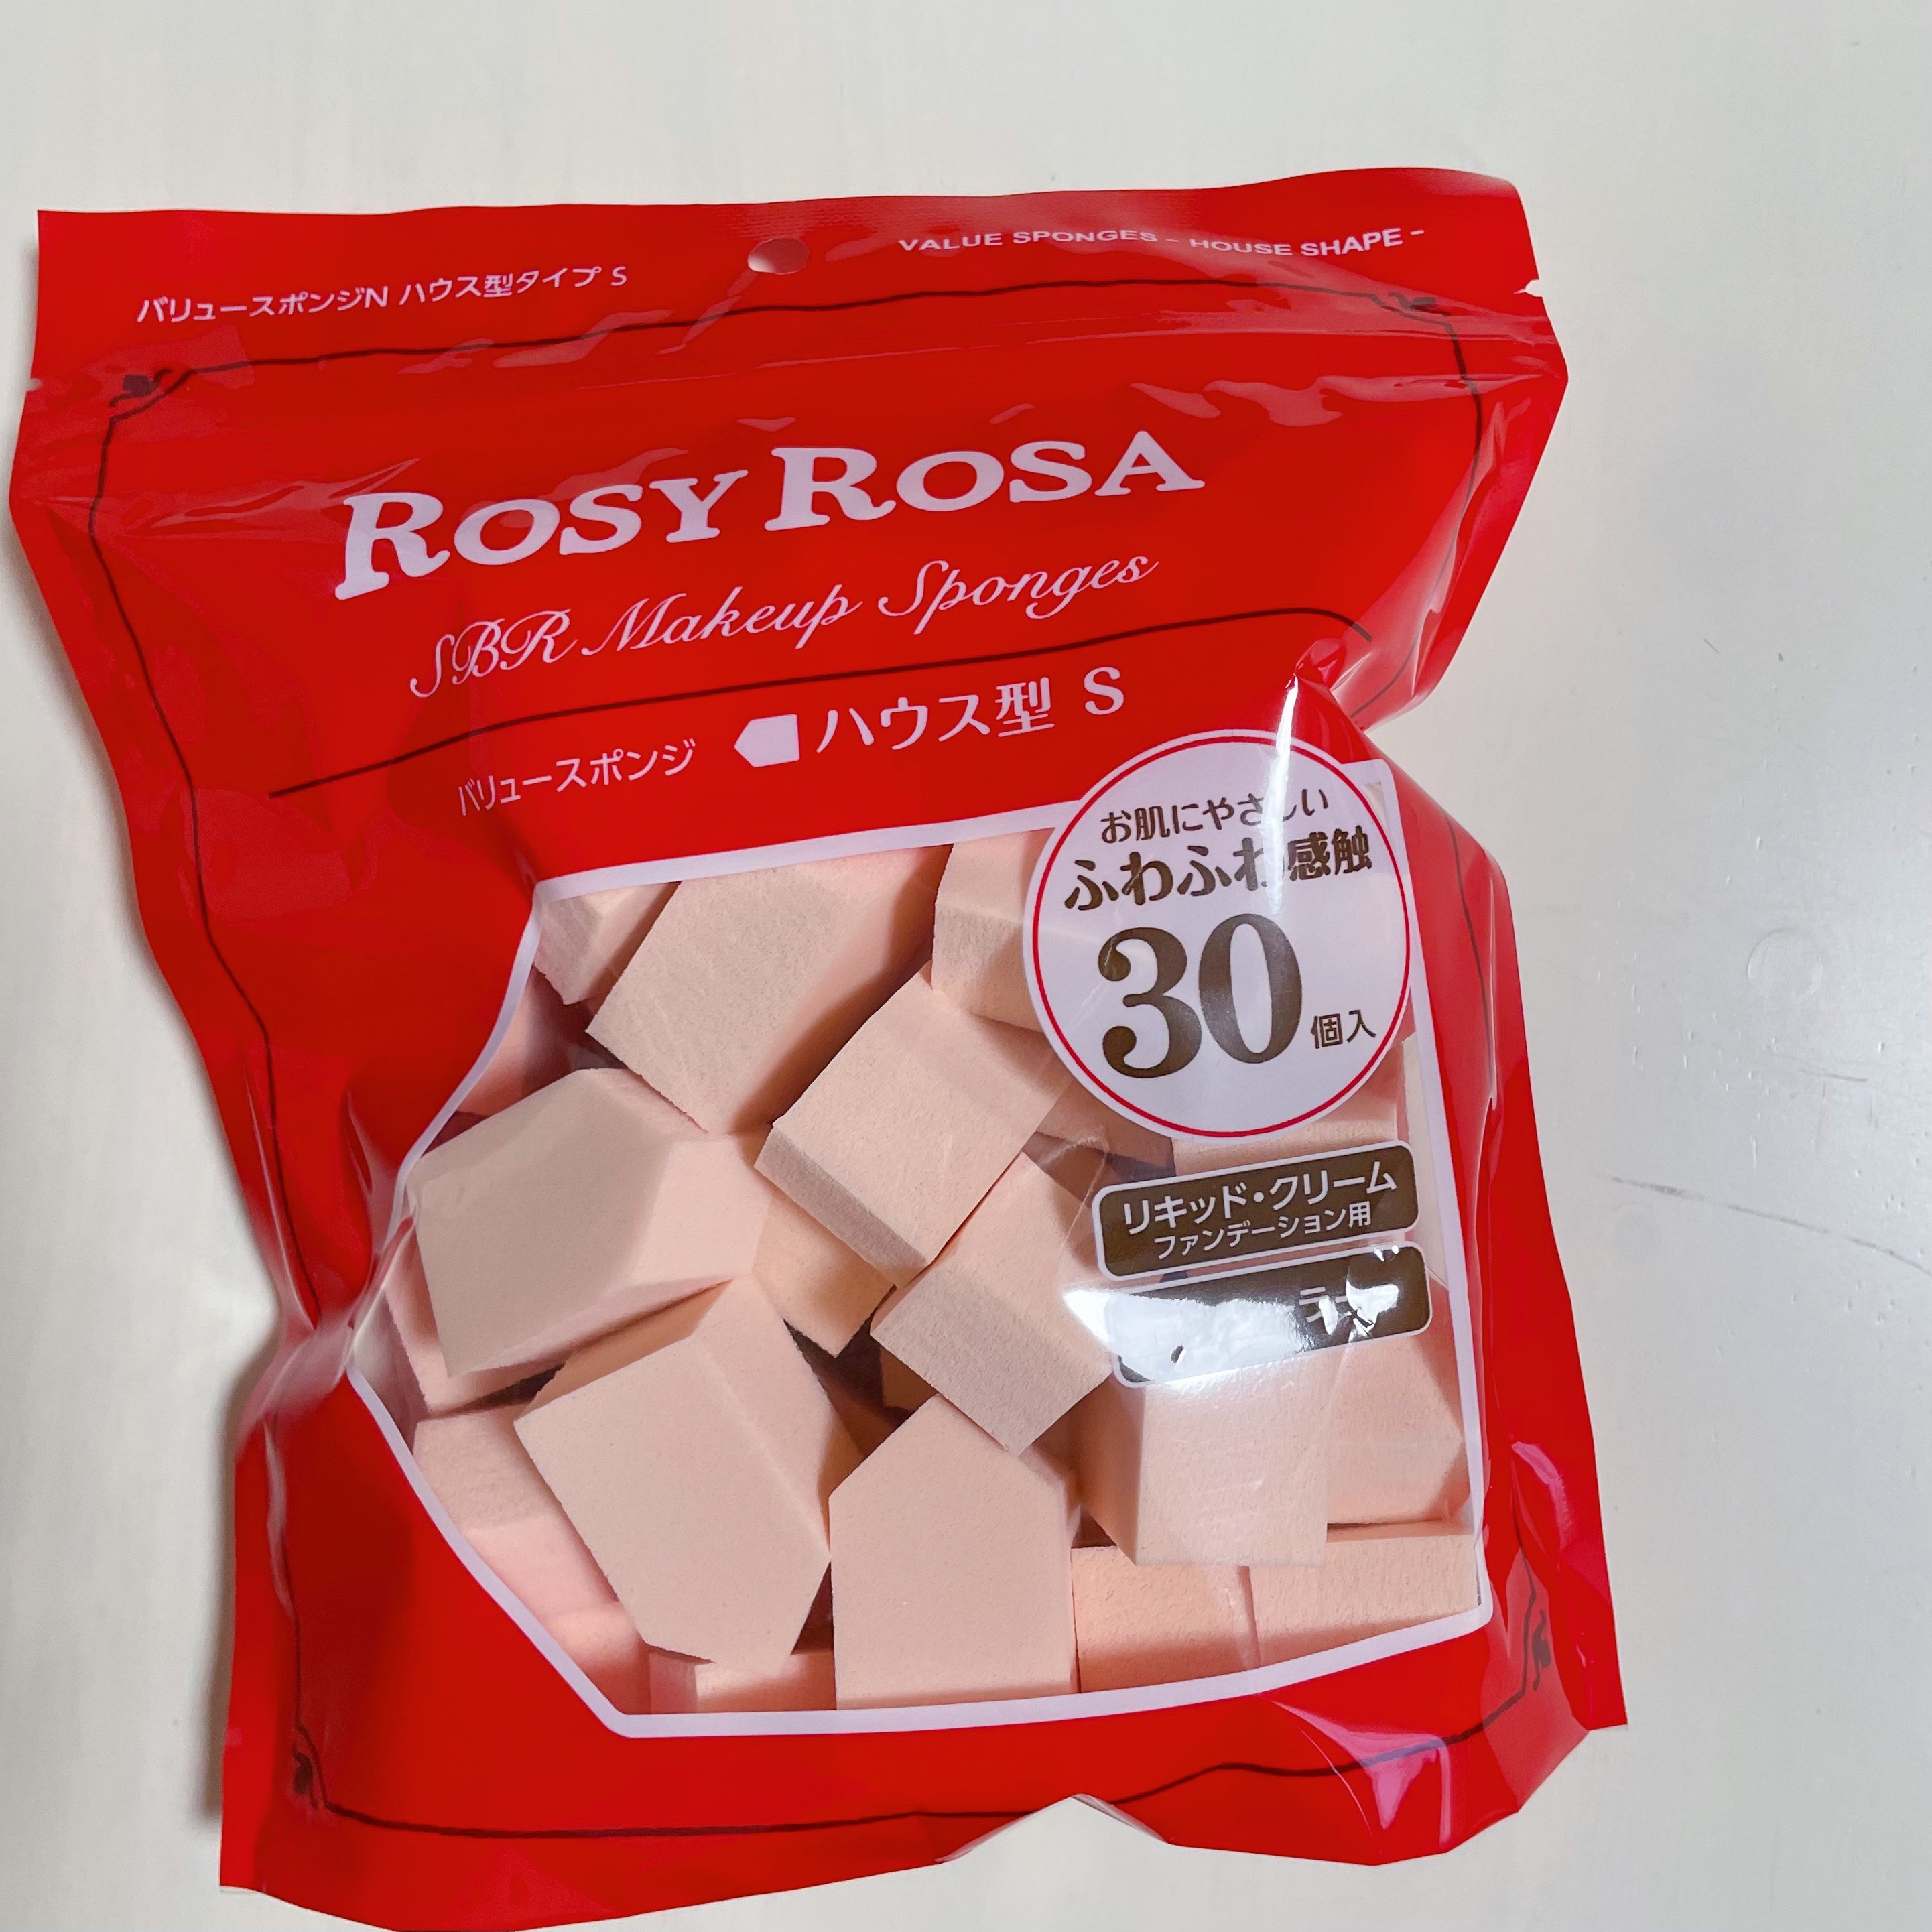 バリュースポンジN ハウス型タイプ S
VALUE SPONGES - HOUSE SHAPE -
ROSY ROSA
SBR Makeup Sponges
バリュースポンジ ハウス型 S
お肌にやさしい
ふわふわ感触
30個入
リキッド・クリーム
ファンデーション用